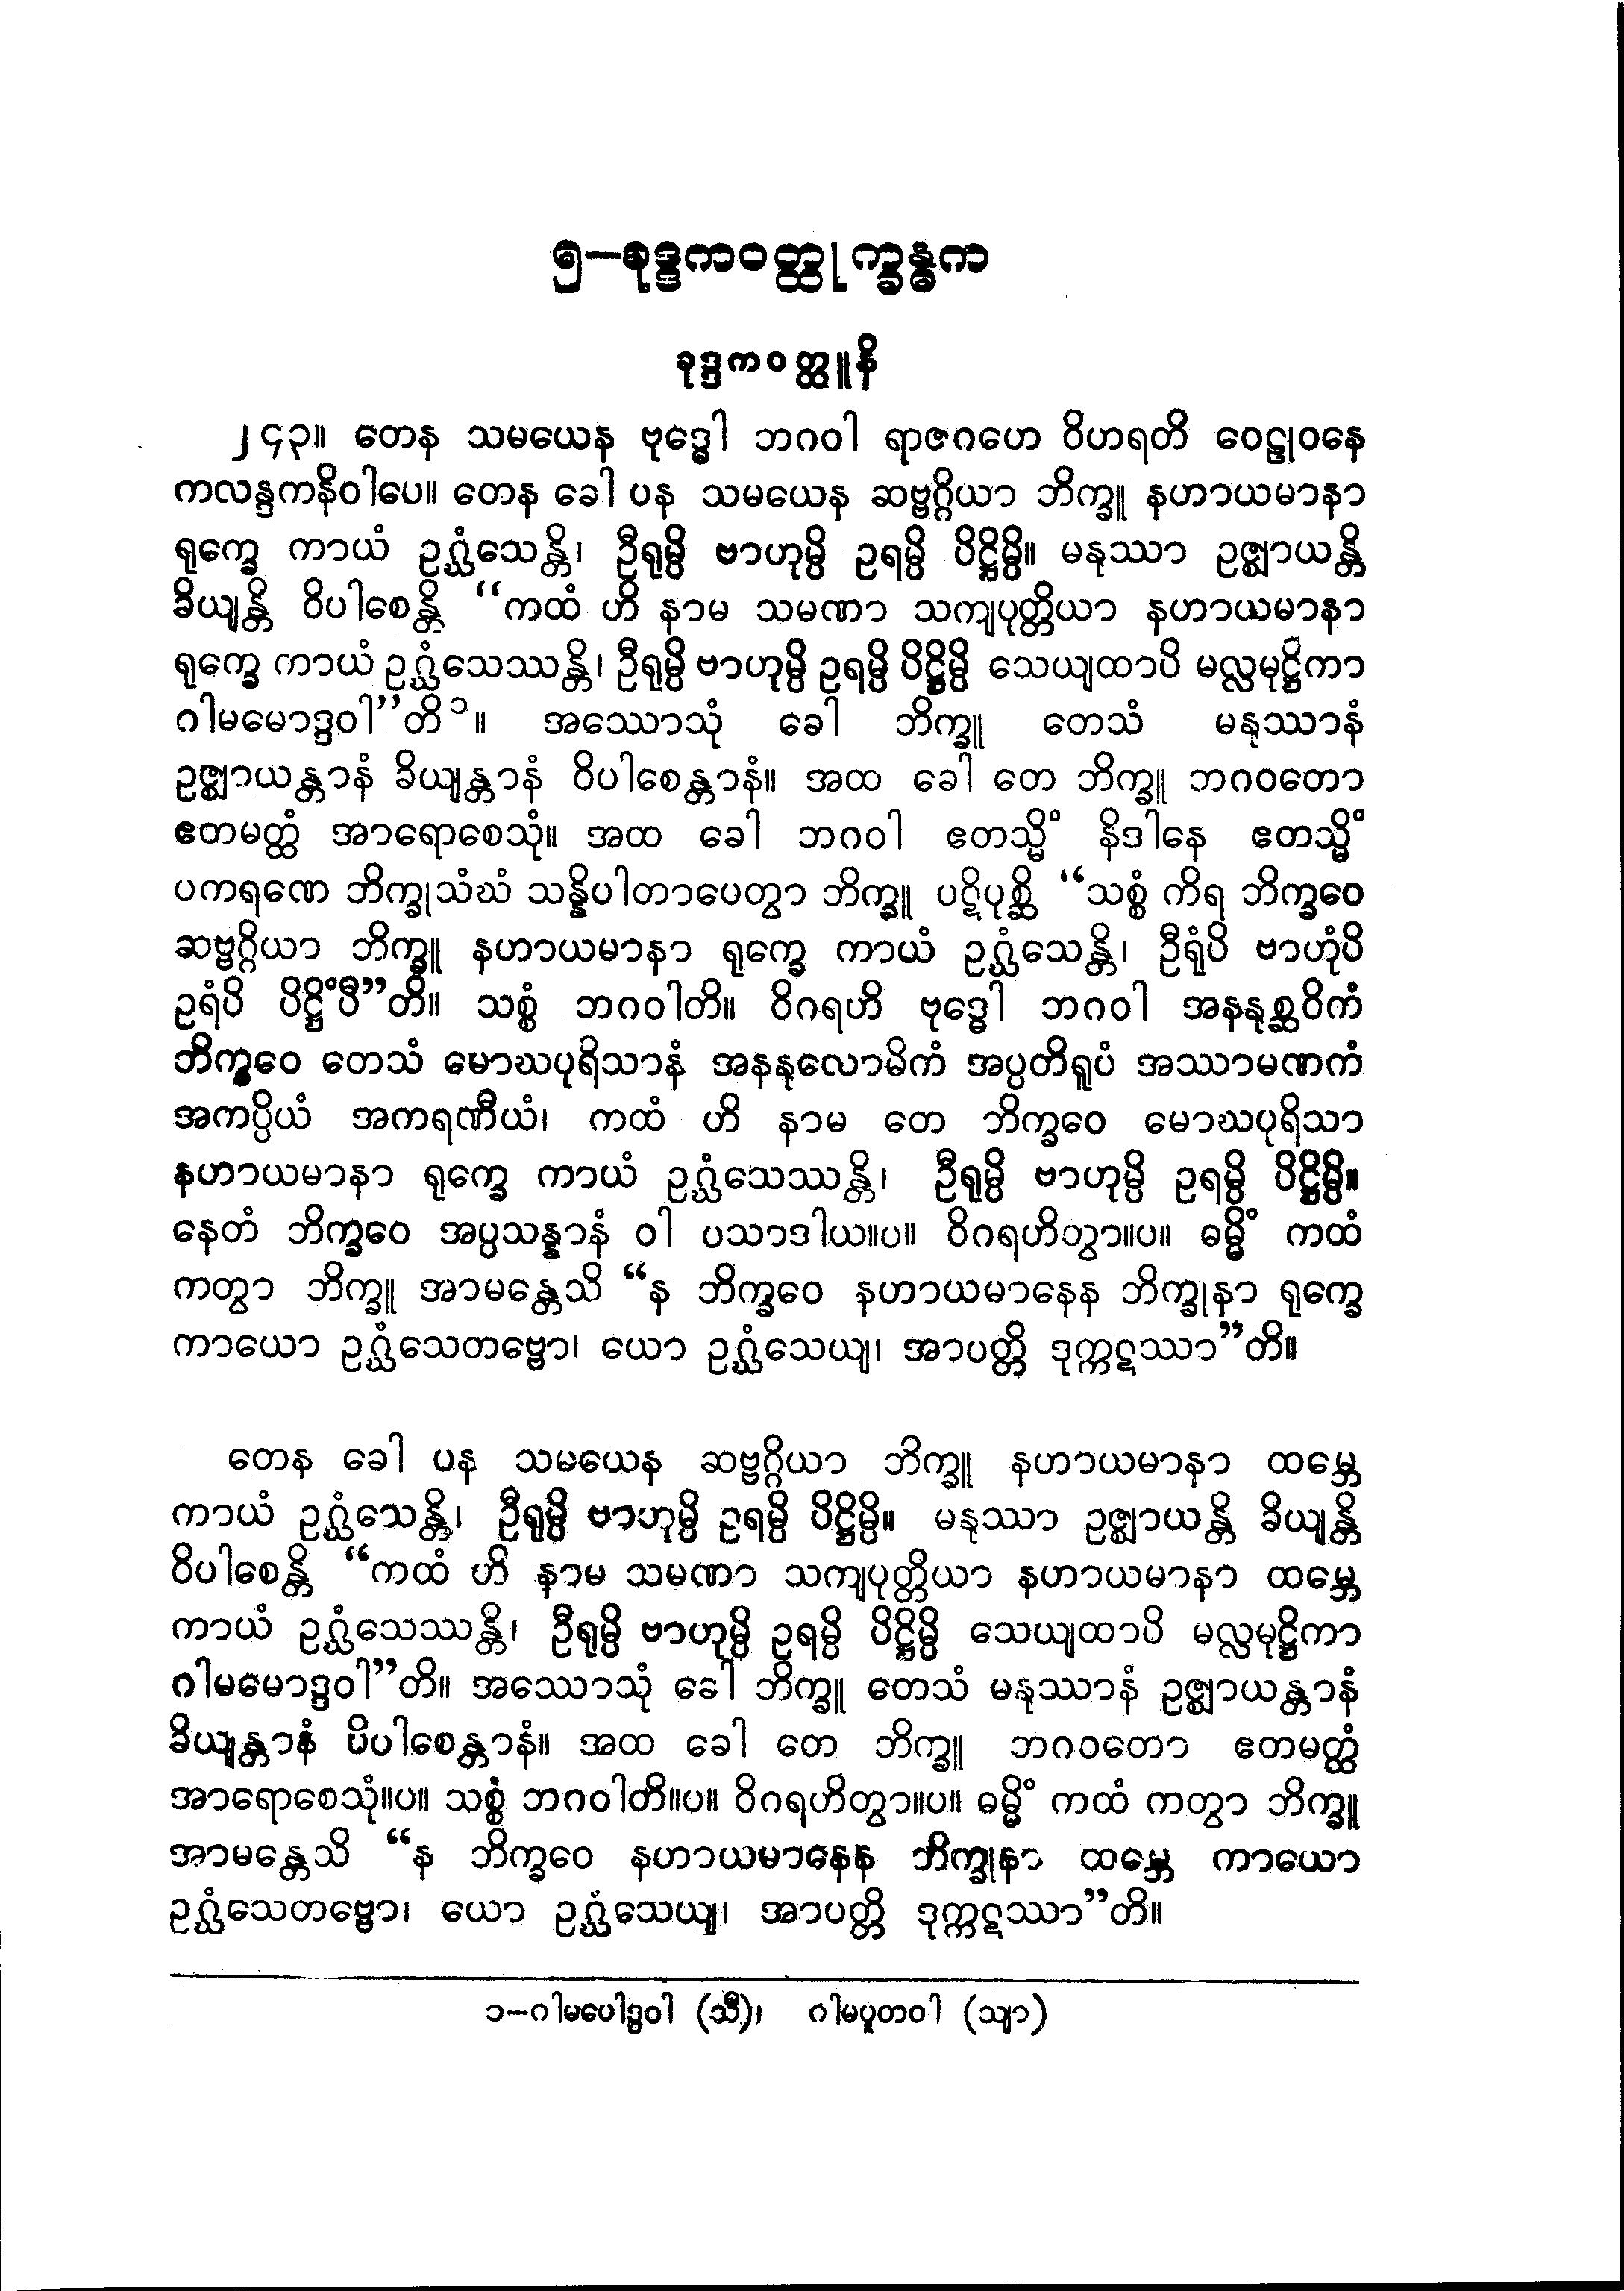 ၅–ခုဒ္ဒကဝတ္ထုက္ခန္ဓက
ခုဒ္ဒကဝတ္ထူနိ
၂၄၃။ တေန သမယေန ဗုဒ္ဓေါ ဘဂဝါ ရာဇဂဟေ ဝိဟရတိ ဝေဠုဝနေ
ကလန္ဒကနိဝါပေ။ တေန ခေါ ပန သမယေန ဆဗ္ဗဂ္ဂိယာ ဘိက္ခူ နဟာယမာနာ
ရုက္ခေ ကာယံ ဥဂ္ဃံသေန္တိ၊ ဦရုမ္ပိ ဗာဟုမ္ပိ ဥရမ္ပိ ပိဋ္ဌိမ္ပိ။ မနုဿာ ဥဇ္ဈာယန္တိ
ခိယျန္တိ ဝိပါစေန္တိ “ကထံ ဟိ နာမ သမဏာ သကျပုတ္တိယာ နဟာယမာနာ
ရုက္ခေ ကာယံ ဥဂ္ဃံသေဿန္တိ၊ ဦရုမ္ပိ ဗာဟုမ္ပိ ဥရမ္ပိ ပိဋ္ဌိမ္ပိ သေယျထာပိ မလ္လမုဋ္ဌိကာ
ဂါမမောဒ္ဒဝါ”တိ၁။ အဿောသုံ ခေါ ဘိက္ခူ တေသံ မနုဿာနံ
ဥဇ္ဈာယန္တာနံ ခိယျန္တာနံ ဝိပါစေန္တာနံ။ အထ ခေါ တေ ဘိက္ခူ ဘဂဝတော
ဧတမတ္ထံ အာရောစေသုံ။ အထ ခေါ ဘဂဝါ ဧတသ္မိံ နိဒါနေ ဧတသ္မိံ
ပကရဏေ ဘိက္ခုသံဃံ သန္နိပါတာပေတွာ ဘိက္ခူ ပဋိပုစ္ဆိ “သစ္စံ ကိရ ဘိက္ခဝေ
ဆဗ္ဗဂ္ဂိယာ ဘိက္ခူ နဟာယမာနာ ရုက္ခေ ကာယံ ဥဂ္ဃံသေန္တိ၊ ဦရုံပိ ဗာဟုံပိ
ဥရံပိ ပိဋ္ဌိံပီ”တိ။ သစ္စံ ဘဂဝါတိ။ ဝိဂရဟိ ဗုဒ္ဓေါ ဘဂဝါ အနနုစ္ဆဝိကံ
ဘိက္ခဝေ တေသံ မောဃပုရိသာနံ အနနုလောမိကံ အပ္ပတိရူပံ အဿာမဏကံ
အကပ္ပိယံ အကရဏီယံ၊ ကထံ ဟိ နာမ တေ ဘိက္ခဝေ မောဃပုရိသာ
နဟာယမာနာ ရုက္ခေ ကာယံ ဥဂ္ဃံသေဿန္တိ၊ ဦရုမ္ပိ ဗာဟုမ္ပိ ဥရမ္ပိ ပိဋ္ဌိမ္ပိ။
နေတံ ဘိက္ခဝေ အပ္ပသန္နာနံ ဝါ ပသာဒါယ။ပ။ ဝိဂရဟိတွာ။ပ။ ဓမ္မိံ ကထံ
ကတွာ ဘိက္ခူ အာမန္တေသိ “န ဘိက္ခဝေ နဟာယမာနေန ဘိက္ခုနာ ရုက္ခေ
ကာယော ဥဂ္ဃံသေတဗ္ဗော၊ ယော ဥဂ္ဃံသေယျ၊ အာပတ္တိ ဒုက္ကဋဿာ”တိ။
တေန ခေါ ပန သမယေန ဆဗ္ဗဂ္ဂိယာ ဘိက္ခူ နဟာယမာနာ ထမ္ဘေ
ကာယံ ဥဂ္ဃံသေန္တိ၊ ဦရုမ္ပိ ဗာဟုမ္ပိ ဥရမ္ပိ ပိဋ္ဌိမ္ပိ။ မနုဿာ ဥဇ္ဈာယန္တိ ခိယျန္တိ
ဝိပါစေန္တိ “ကထံ ဟိ နာမ သမဏာ သကျပုတ္တိယာ နဟာယမာနာ ထမ္ဘေ
ကာယံ ဥဂ္ဃံသေဿန္တိ၊ ဦရုမ္ပိ ဗာဟုမ္ပိ ဥရမ္ပိ ပိဋ္ဌိမ္ပိ သေယျထာပိ မလ္လမုဋ္ဌိကာ
ဂါမမောဒ္ဒဝါ”တိ။ အဿောသုံ ခေါ ဘိက္ခူ တေသံ မနုဿာနံ ဥဇ္ဈာယန္တာနံ
ခိယျန္တာနံ ဝိပါစေန္တာနံ။ အထ ခေါ တေ ဘိက္ခူ ဘဂဝတော ဧတမတ္ထံ
အာရောစေသုံ။ပ။ သစ္စံ ဘဂဝါတိ။ပ။ ဝိဂရဟိတွာ။ပ။ ဓမ္မိံ ကထံ ကတွာ ဘိက္ခူ
အာမန္တေသိ “န ဘိက္ခဝေ နဟာယမာနေန ဘိက္ခုနာ ထမ္ဘေ ကာယော
ဥဂ္ဃံသေတဗ္ဗော၊ ယော ဥဂ္ဃံသေယျ၊ အာပတ္တိ ဒုက္ကဋဿာ”တိ။
၁–ဂါမပေါဒ္ဒဝါ (သီ)၊ ဂါမပူတဝါ (သျာ)